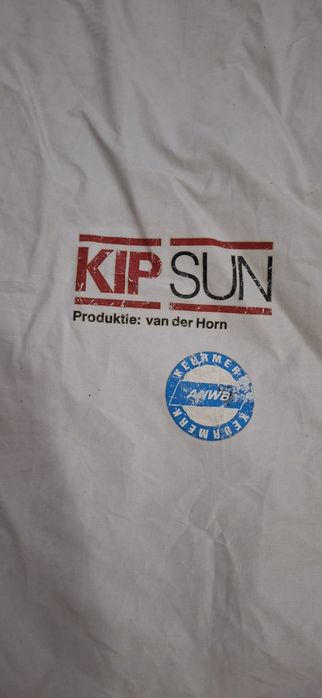 KIP SUN
Produktie: van der Horn
KEURMERK
ANWB
KEURMERK